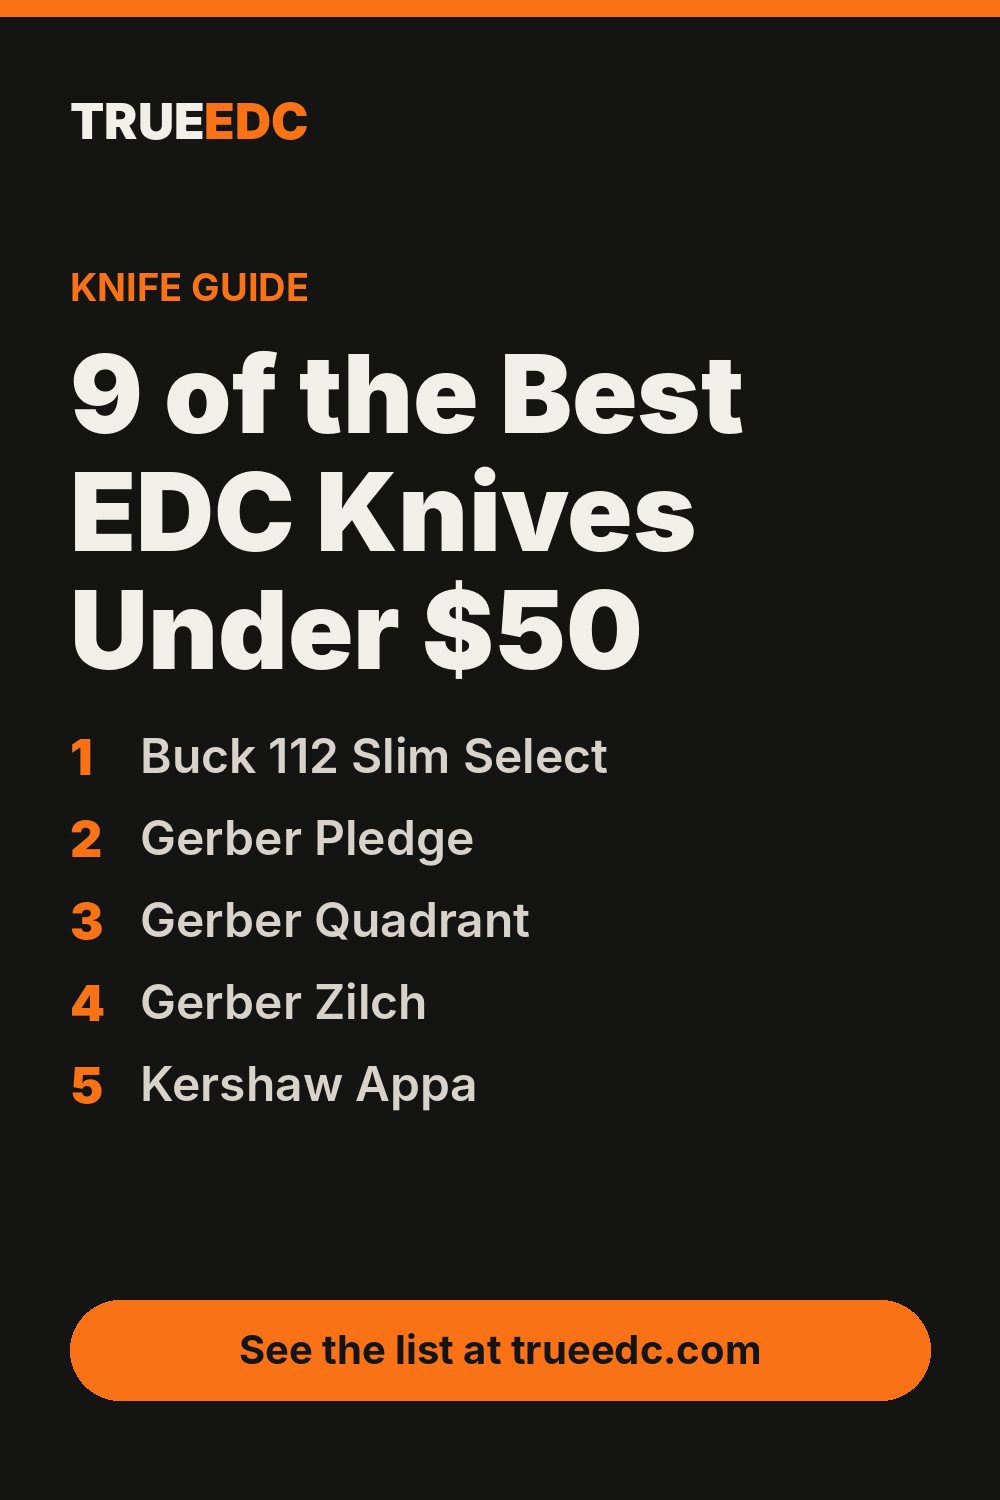 TRUEEDC
KNIFE GUIDE
9 of the Best
EDC Knives
Under $50
1 Buck 112 Slim Select
2 Gerber Pledge
3 Gerber Quadrant
4 Gerber Zilch
5 Kershaw Appa
See the list at trueedc.com